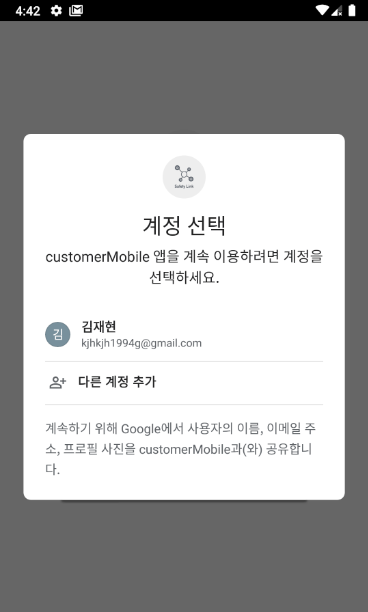 4:42
Safety Link
계정 선택
customerMobile 앱을 계속 이용하려면 계정을
선택하세요.
김
김재현
kjhkjh1994g@gmail.com
다른 계정 추가
계속하기 위해 Google에서 사용자의 이름, 이메일 주
소, 프로필 사진을 customerMobile과(와) 공유합니
다.